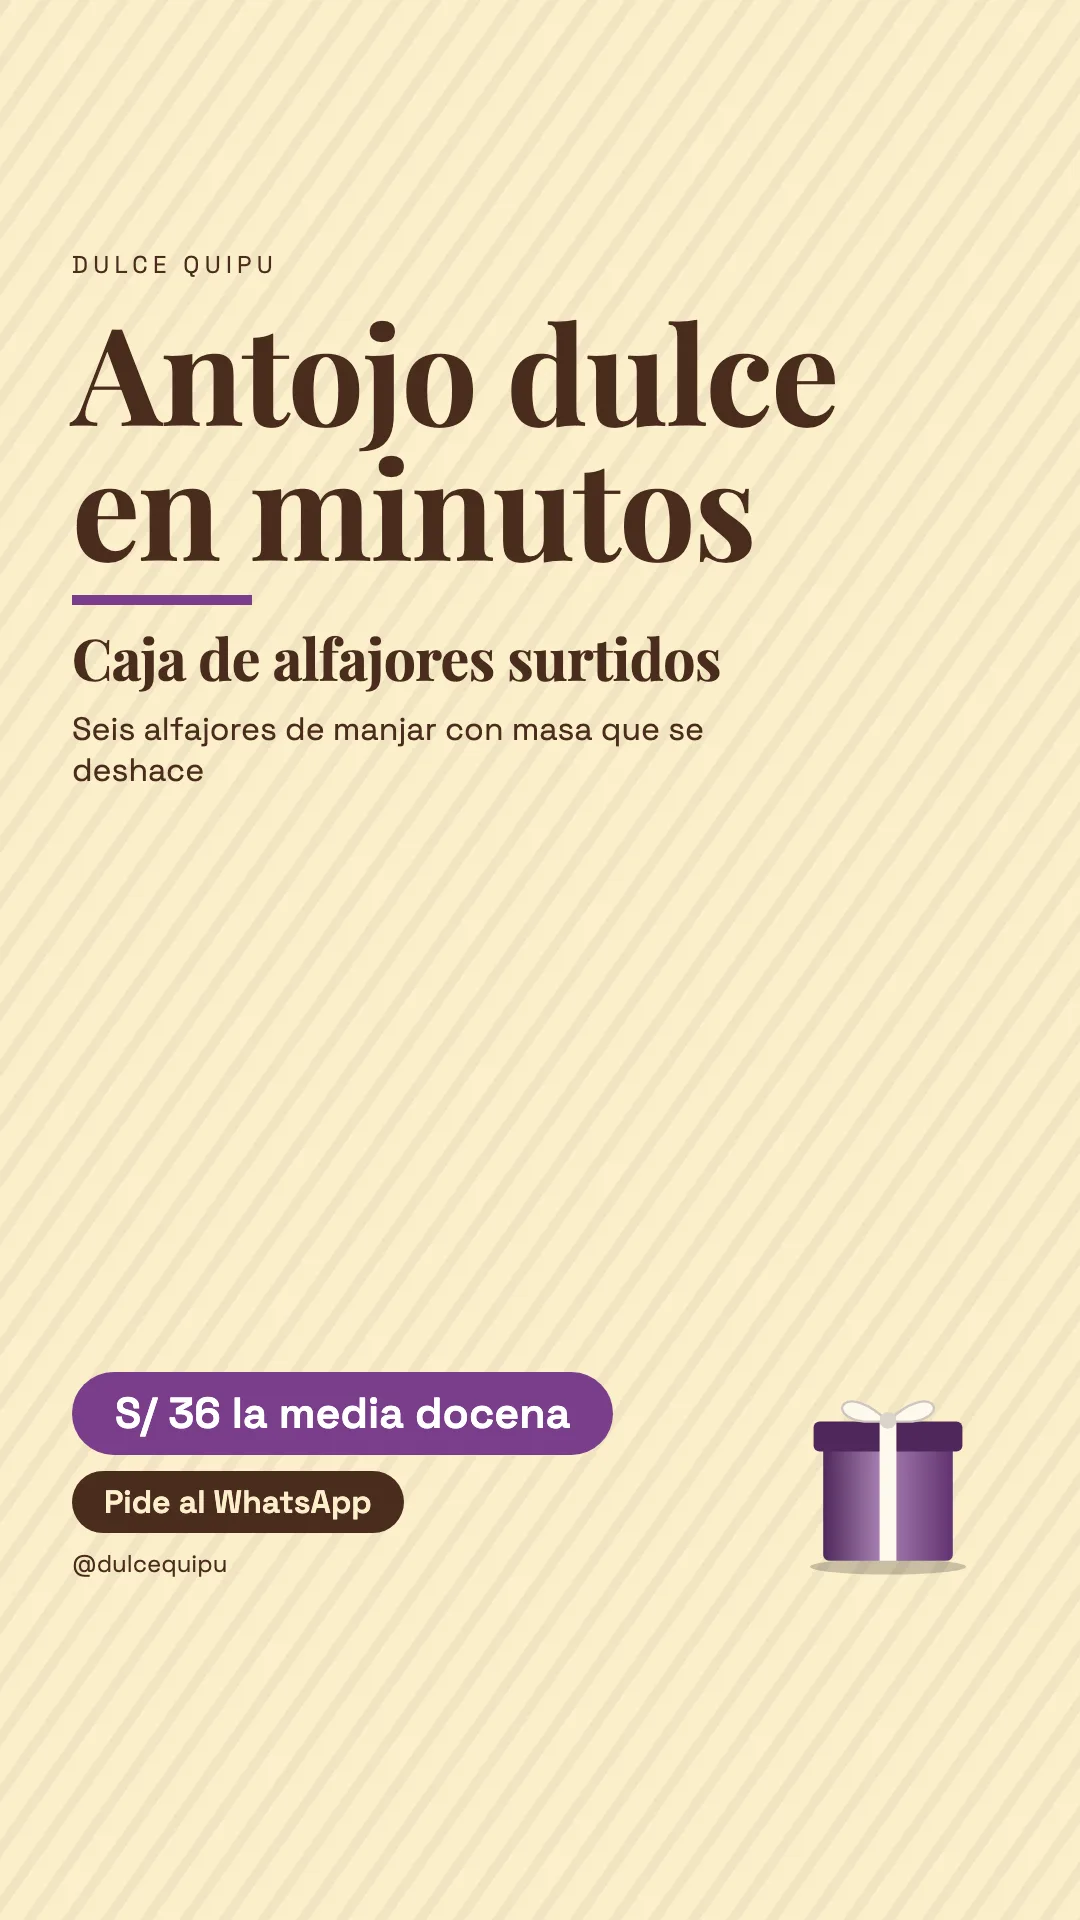 DULCE QUIPU
Antojo dulce
en minutos
Caja de alfajores surtidos
Seis alfajores de manjar con masa que se
deshace
S/ 36 la media docena
Pide al WhatsApp
@dulcequipu